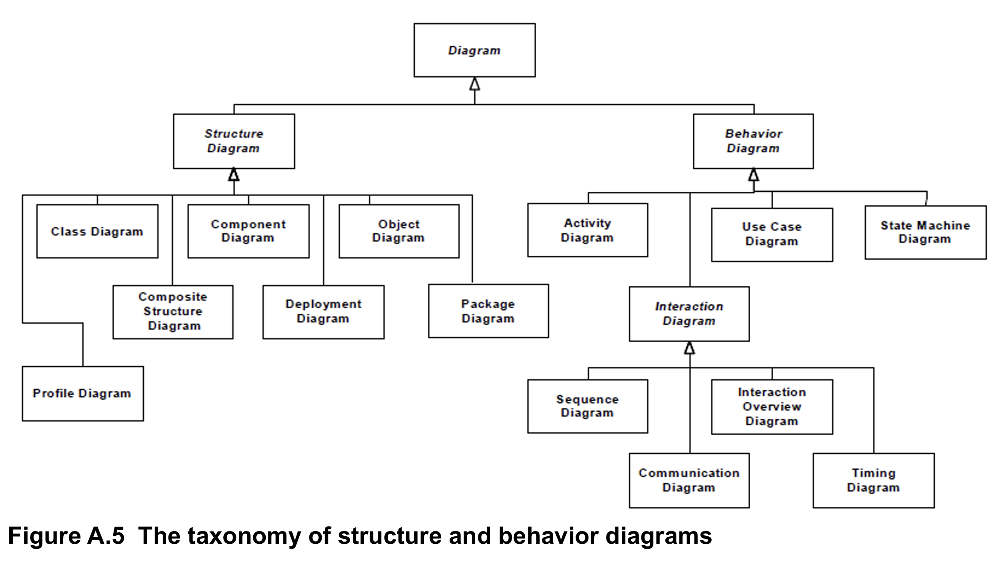 Diagram
Structure
Diagram
Behavior
Diagram
Class Diagram
Component
Diagram
Object
Diagram
Activity
Diagram
Use Case
Diagram
State Machine
Diagram
Composite
Structure
Diagram
Deployment
Diagram
Package
Diagram
Interaction
Diagram
Profile Diagram
Sequence
Diagram
Interaction
Overview
Diagram
Communication
Diagram
Timing
Diagram
Figure A.5  The taxonomy of structure and behavior diagrams